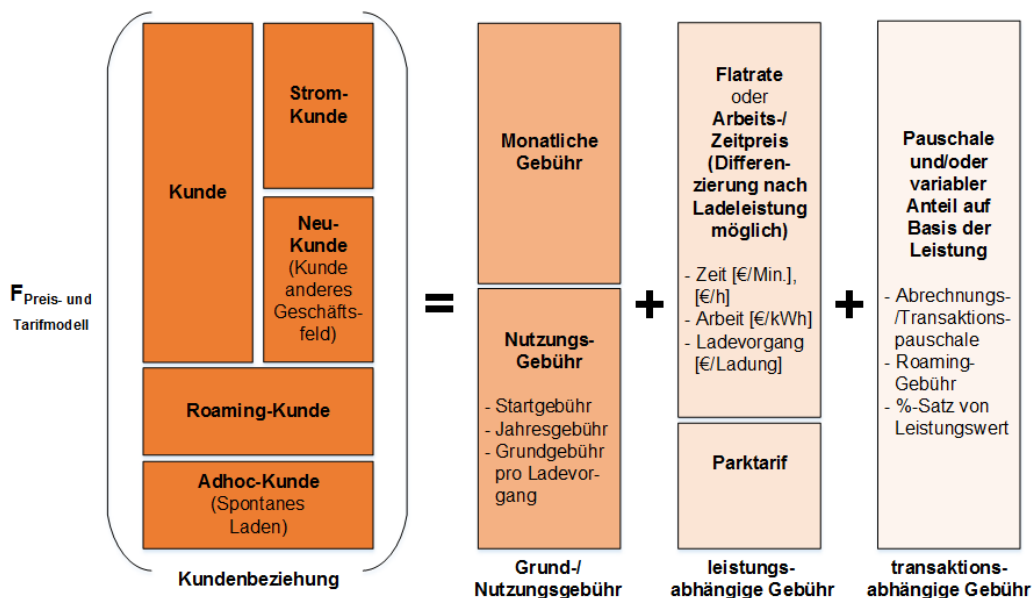 F Preis- und
Tarifmodell
Kunde
Strom-
Kunde
Neu-
Kunde
(Kunde
anderes
Geschäfts-
feld)
Roaming-Kunde
Adhoc-Kunde
(Spontanes
Laden)
Kundenbeziehung
=
Monatliche
Gebühr
Nutzungs-
Gebühr
- Startgebühr
- Jahresgebühr
- Grundgebühr
pro Ladevor-
gang
Grund-/
Nutzungsgebühr
+
Flatrate
oder
Arbeits-/
Zeitpreis
(Differen-
zierung nach
Ladeleistung
möglich)
- Zeit [€/Min.],
[€/h]
- Arbeit [€/kWh]
- Ladevorgang
[€/Ladung]
Parktarif
leistungs-
abhängige Gebühr
+
Pauschale
und/oder
variabler
Anteil auf
Basis der
Leistung
- Abrechnungs-
/Transaktions-
pauschale
- Roaming-
Gebühr
- %-Satz von
Leistungswert
transaktions-
abhängige Gebühr